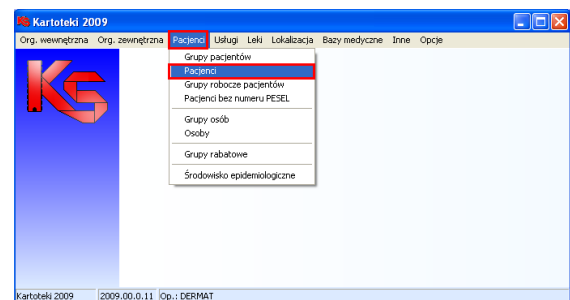 Kartoteki 2009
Org. wewnętrzna Org. zewnętrzna Pacjenci Usługi Leki Lokalizacja Bazy medyczne Inne Opcje
KS
Grupy pacjentów
Pacjenci
Grupy robocze pacjentów
Pacjenci bez numeru PESEL
Grupy osób
Osoby
Grupy rabatowe
Środowisko epidemiologiczne
Kartoteki 2009 2009.00.0.11 Op.: DERMAT